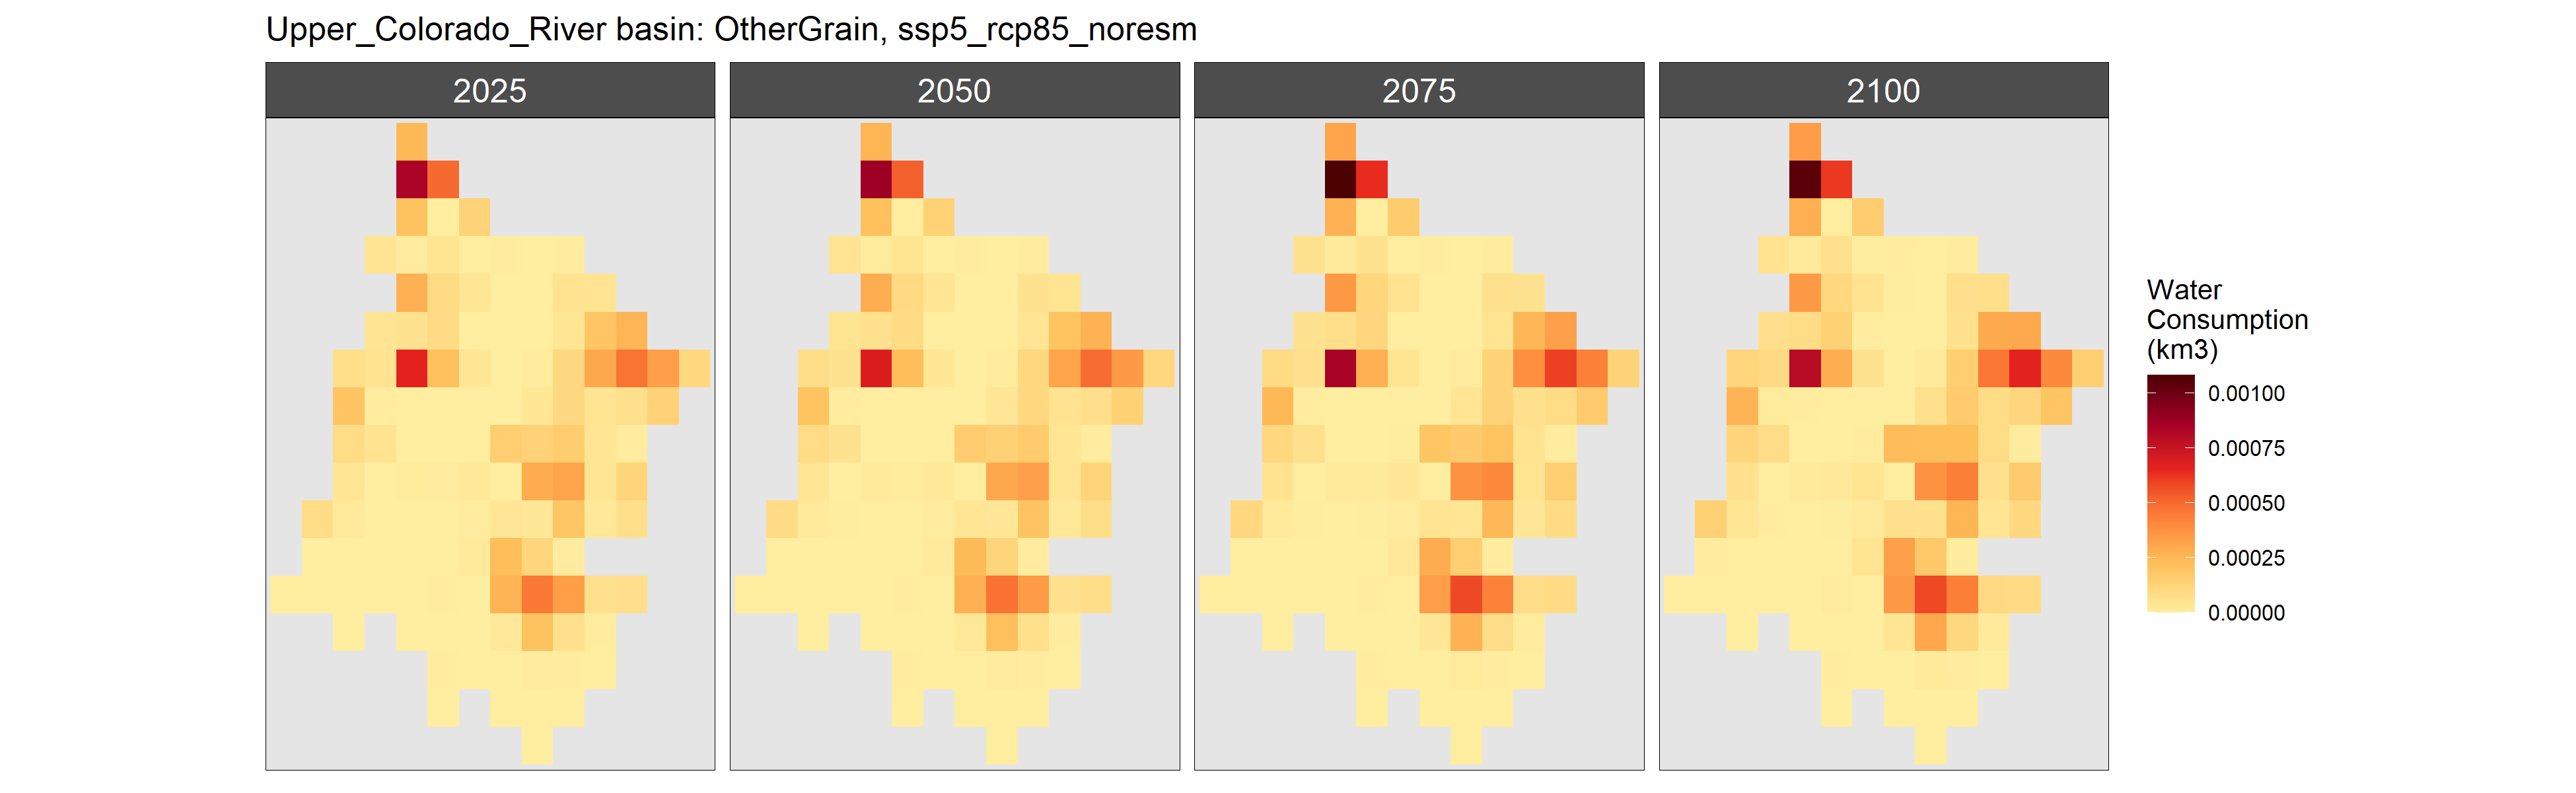 Upper_Colorado_River basin: OtherGrain, ssp5_rcp85_noresm
2025 2050 2075 2100
Water
Consumption
(km3)
0.00100
0.00075
0.00050
0.00025
0.00000